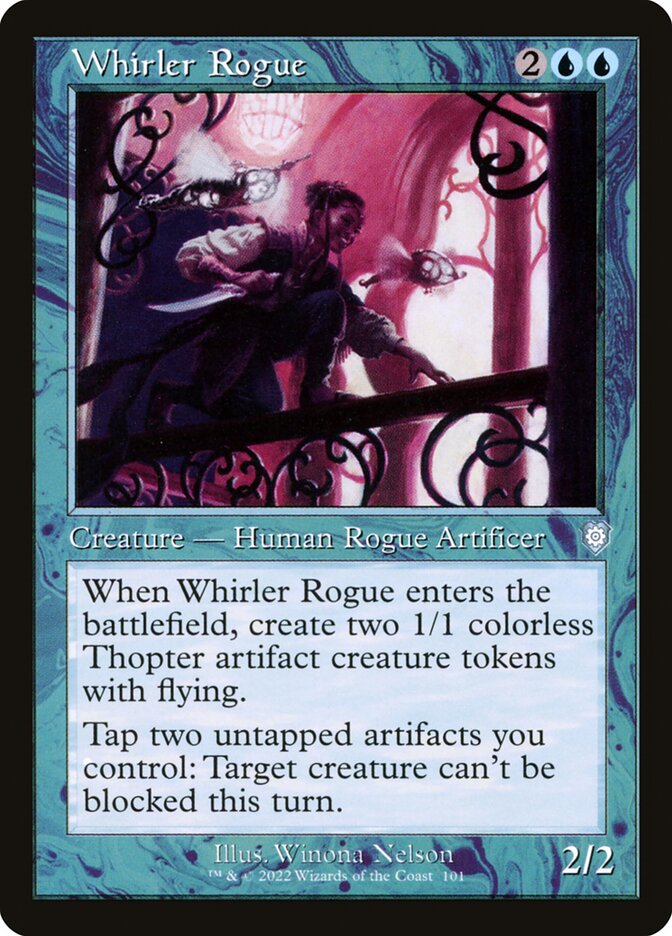 Whirler Rogue 2
When Whirler Rogue enters the
battlefield, create two 1/1 colorless
Thopter artifact creature tokens
with flying.
Tap two untapped artifacts you
control: Target creature can't be
blocked this turn.
Creature — Human Rogue Artificer
Illus. Winona Nelson
2/2
™ & © 2022 Wizards of the Coast 101